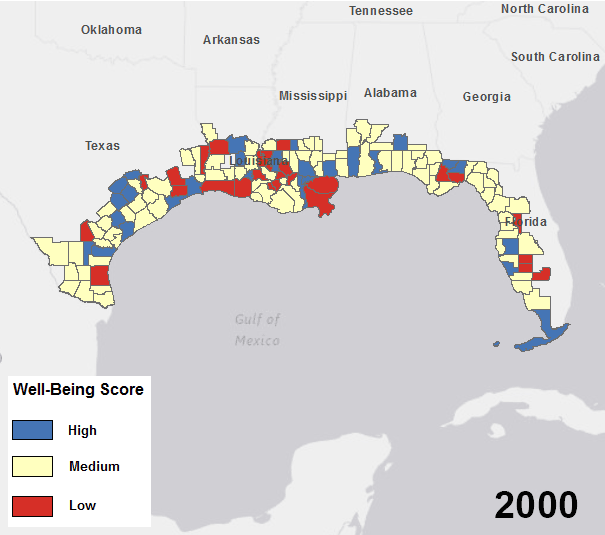 Tennessee
North Carolina
Oklahoma
Arkansas
South Carolina
Mississippi
Alabama
Georgia
Texas
Louisiana
Florida
Gulf of
Mexico
Well-Being Score
High
Medium
Low
2000